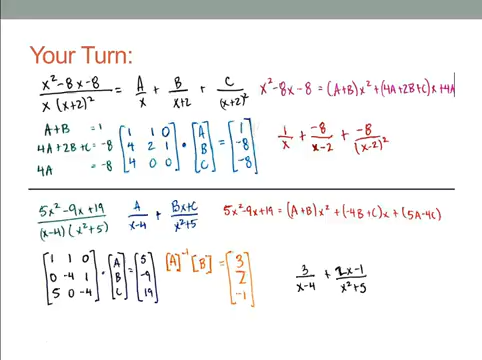 Your Turn:
x²-8x-8 / x(x+2)² = A/x + B/x+2 + C/(x+2)² x²-8x-8 = (A+B)x² + (4A+2B+C)x + 4A
A+B = 1
4A+2B+C = -8
4A = -8
[1 1 0
4 2 1
4 0 0] · [A
B
C] = [1
-8
-8]
1/x + -8/x-2 + -8/(x-2)²
5x²-9x+19 / (x-4)(x²+5) A/x-4 + Bx+C/x²+5 5x²-9x+19 = (A+B)x² + (-4B+C)x + (5A-4C)
[1 1 0
0 -4 1
5 0 -4] · [A
B
C] = [5
-9
19]
[A]⁻¹ [B] = [3
2
-1]
3/x-4 + 2x-1/x²+5